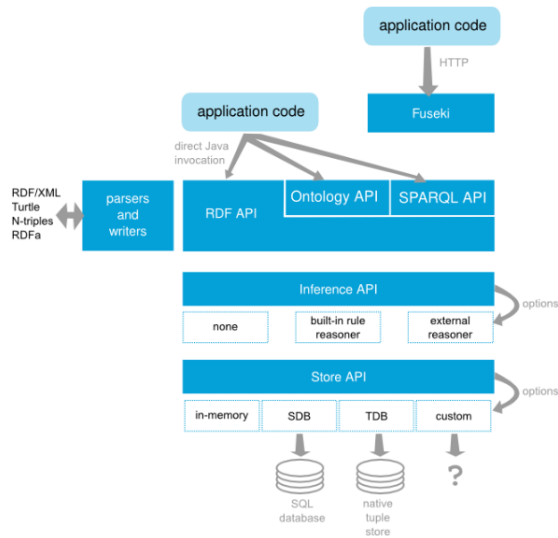 application code
HTTP
Fuseki
application code
direct Java
invocation
RDF/XML
Turtle
N-triples
RDFa
parsers
and
writers
RDF API
Ontology API
SPARQL API
Inference API
options
none
built-in rule
reasoner
external
reasoner
Store API
options
in-memory
SDB
TDB
custom
SQL
database
native
tuple
store
?